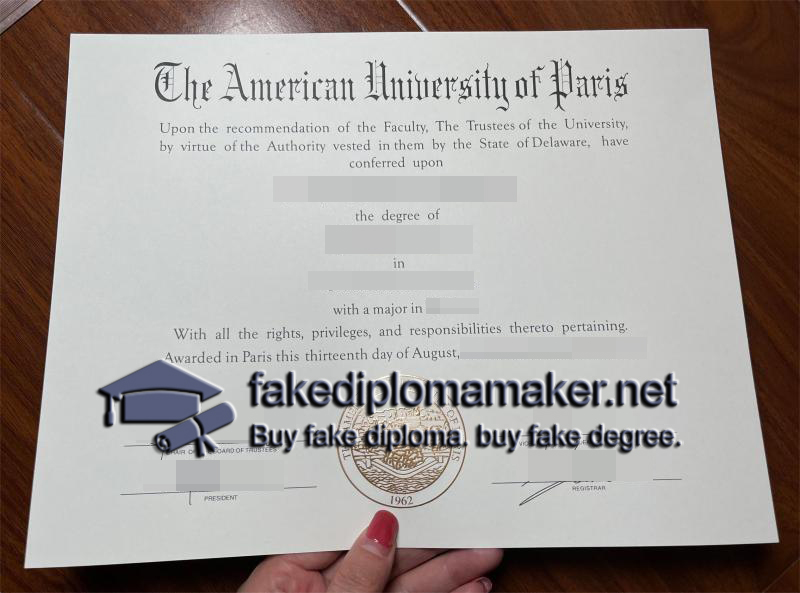 The American University of Paris
Upon the recommendation of the Faculty, The Trustees of the University,
by virtue of the Authority vested in them by the State of Delaware, have
conferred upon
the degree of
in
with a major in
With all the rights, privileges, and responsibilities thereto pertaining.
Awarded in Paris this thirteenth day of August,
fakediplomamaker.net
Buy fake diploma. buy fake degree.
BOARD OF TRUSTEES
1962
PRESIDENT
REGISTRAR